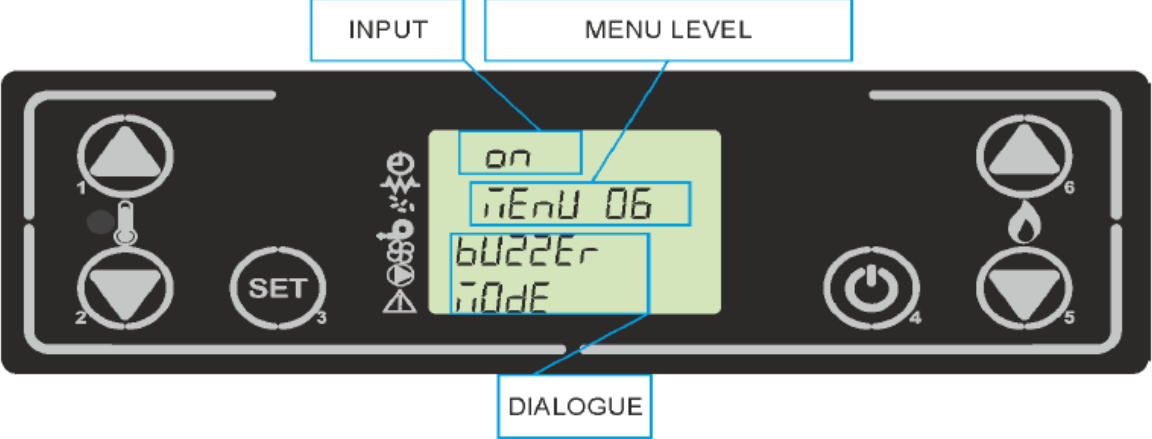 INPUT MENU LEVEL
1
on
6
MEnU 06
bUZZEr
SET
MOdE
2 3 4 5
DIALOGUE